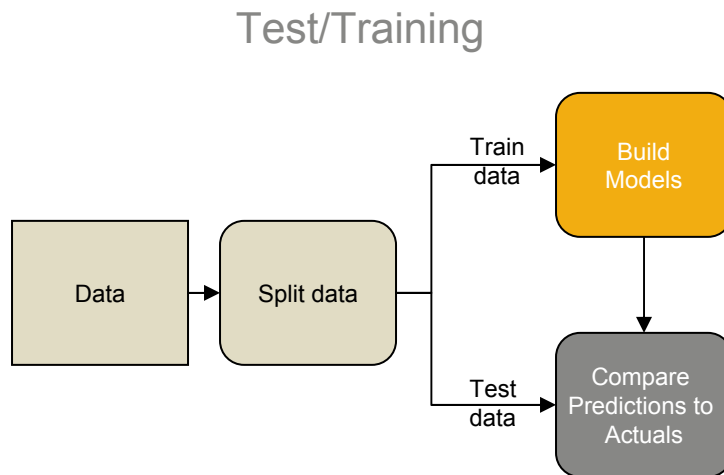 Test/Training
Train
data
Build
Models
Data
Split data
Test
data
Compare
Predictions to
Actuals